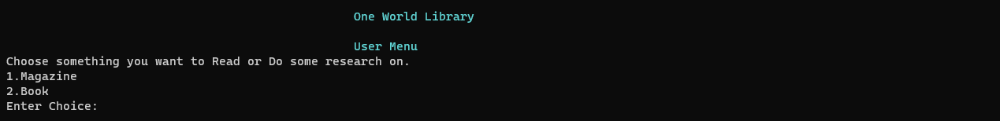 One World Library
User Menu
Choose something you want to Read or Do some research on.
1.Magazine
2.Book
Enter Choice: